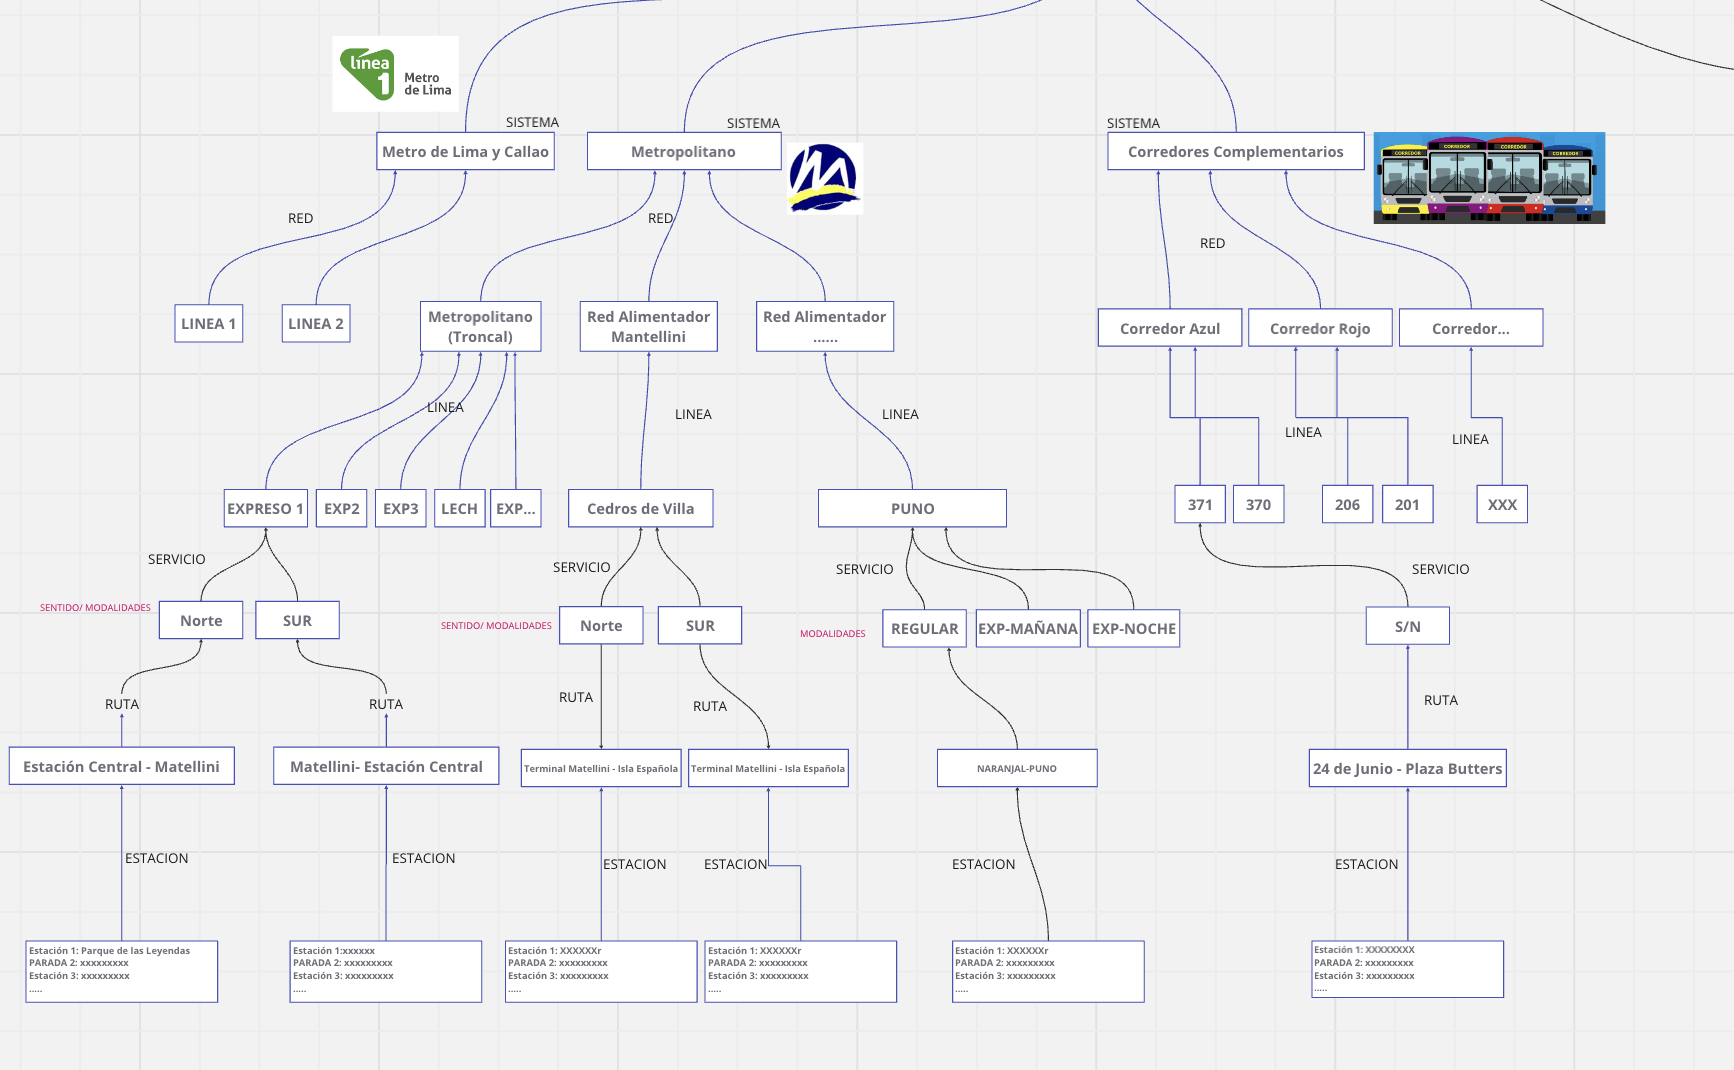 línea
1
Metro
de Lima
SISTEMA
SISTEMA
SISTEMA
Metro de Lima y Callao
Metropolitano
Corredores Complementarios
CORREDOR
CORREDOR
CORREDOR
CORREDOR
RED
RED
RED
LINEA 1
LINEA 2
Metropolitano
(Troncal)
Red Alimentador
Mantellini
Red Alimentador
......
Corredor Azul
Corredor Rojo
Corredor...
LINEA
LINEA
LINEA
LINEA
LINEA
EXPRESO 1
EXP2
EXP3
LECH
EXP...
Cedros de Villa
PUNO
371
370
206
201
XXX
SERVICIO
SERVICIO
SERVICIO
SERVICIO
SENTIDO/ MODALIDADES
Norte
SUR
SENTIDO/ MODALIDADES
Norte
SUR
MODALIDADES
REGULAR
EXP-MAÑANA
EXP-NOCHE
S/N
RUTA
RUTA
RUTA
RUTA
RUTA
Estación Central - Matellini
Matellini- Estación Central
Terminal Matellini - Isla Española
Terminal Matellini - Isla Española
NARANJAL-PUNO
24 de Junio - Plaza Butters
ESTACION
ESTACION
ESTACION
ESTACION
ESTACION
ESTACION
Estación 1: Parque de las Leyendas
PARADA 2: xxxxxxxxx
Estación 3: xxxxxxxxx
.....
Estación 1:xxxxxx
PARADA 2: xxxxxxxxx
Estación 3: xxxxxxxxx
.....
Estación 1: XXXXXXr
PARADA 2: xxxxxxxxx
Estación 3: xxxxxxxxx
.....
Estación 1: XXXXXXr
PARADA 2: xxxxxxxxx
Estación 3: xxxxxxxxx
.....
Estación 1: XXXXXXr
PARADA 2: xxxxxxxxx
Estación 3: xxxxxxxxx
.....
Estación 1: XXXXXXXX
PARADA 2: xxxxxxxxx
Estación 3: xxxxxxxxx
.....